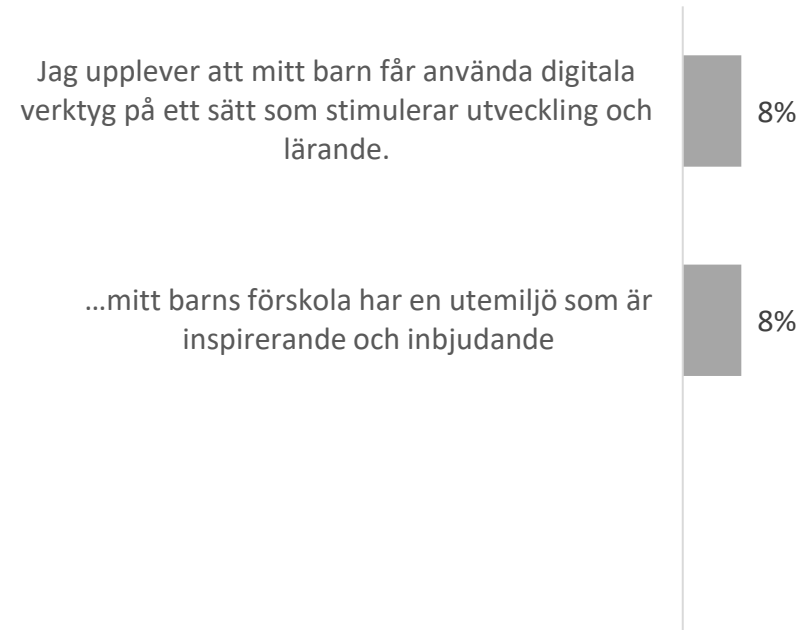 Jag upplever att mitt barn får använda digitala
verktyg på ett sätt som stimulerar utveckling och
lärande.
8%
...mitt barns förskola har en utemiljö som är
inspirerande och inbjudande
8%